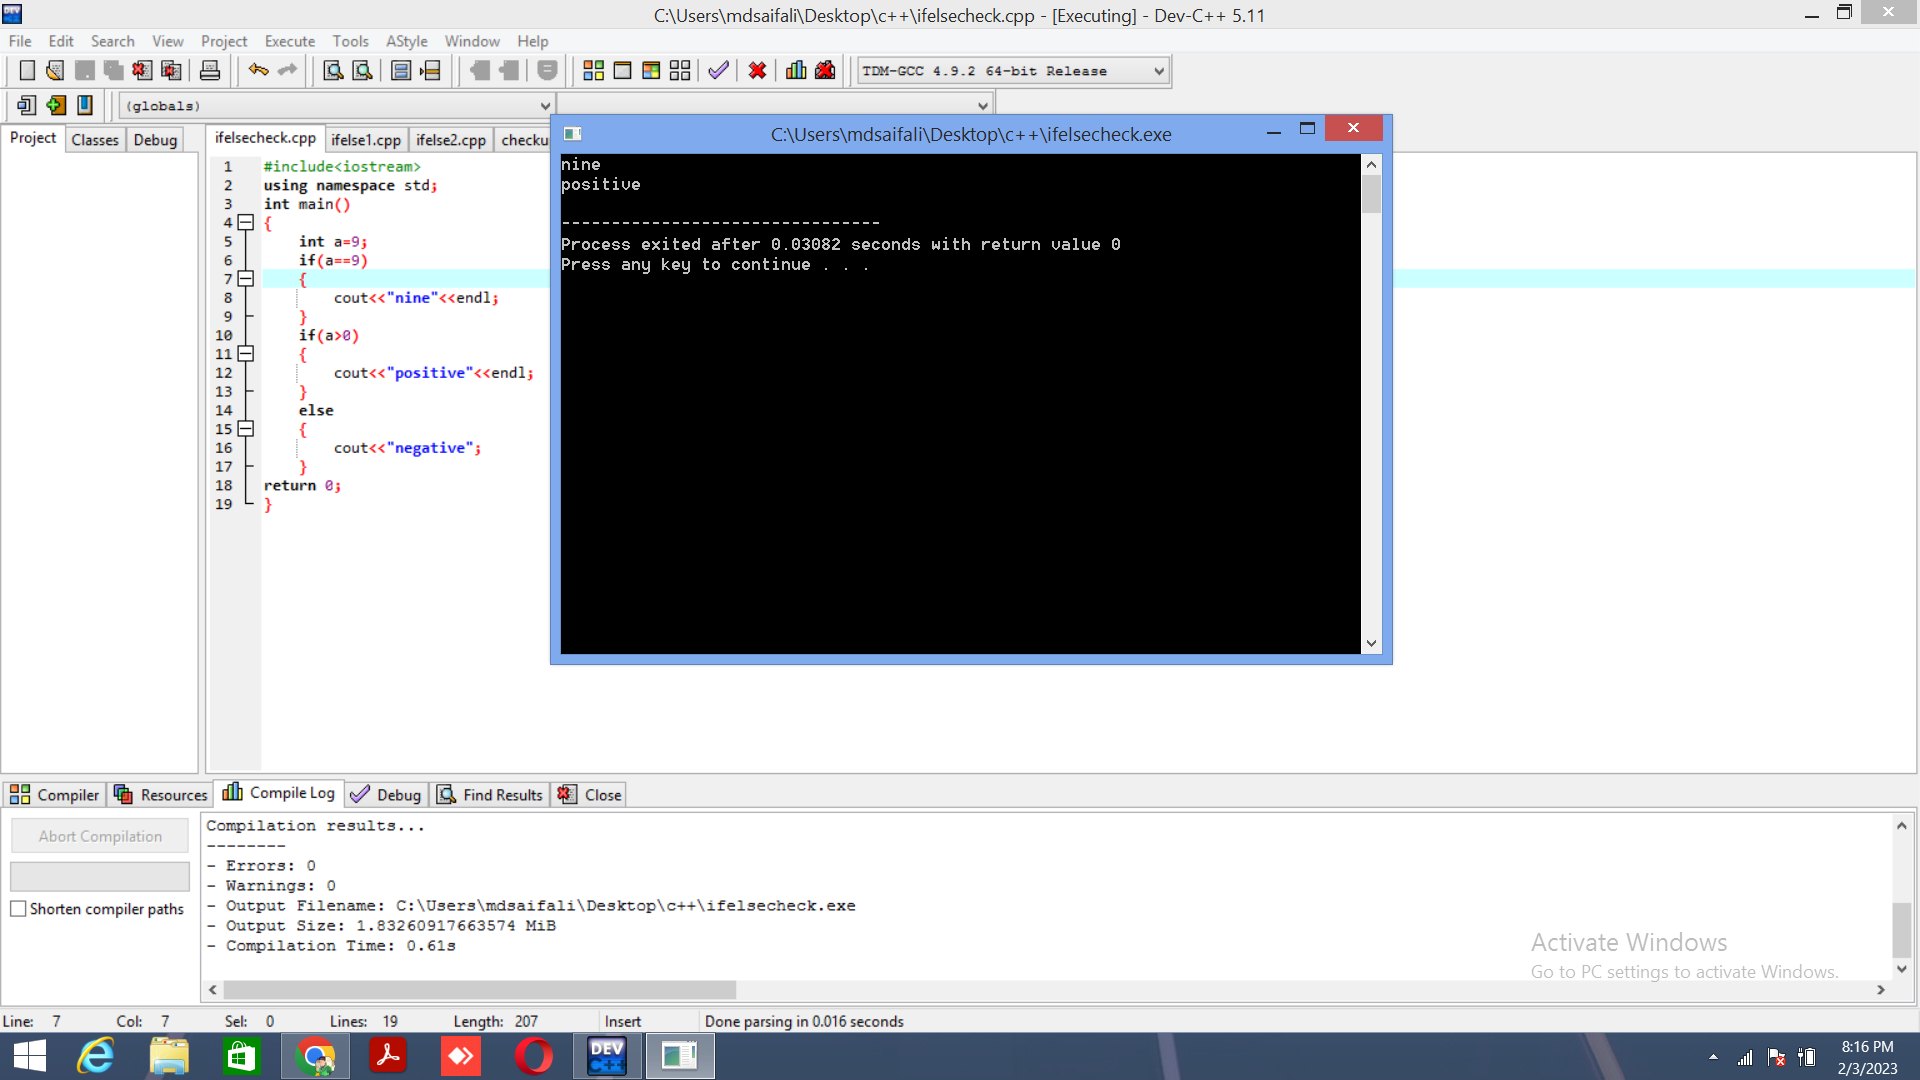 C:\Users\mdsaifali\Desktop\c++\ifelsecheck.cpp - [Executing] - Dev-C++ 5.11
File Edit Search View Project Execute Tools AStyle Window Help
TDM-GCC 4.9.2 64-bit Release
(globals)
Project Classes Debug
ifelsecheck.cpp ifelse1.cpp ifelse2.cpp checku
1 #include<iostream>
2 using namespace std;
3 int main()
4 {
5 int a=9;
6 if(a==9)
7 {
8 cout<<"nine"<<endl;
9 }
10 if(a>0)
11 {
12 cout<<"positive"<<endl;
13 }
14 else
15 {
16 cout<<"negative";
17 }
18 return 0;
19 }
C:\Users\mdsaifali\Desktop\c++\ifelsecheck.exe
nine
positive
--------------------------------
Process exited after 0.03082 seconds with return value 0
Press any key to continue . . .
Compiler Resources Compile Log Debug Find Results Close
Abort Compilation
Shorten compiler paths
Compilation results...
--------
- Errors: 0
- Warnings: 0
- Output Filename: C:\Users\mdsaifali\Desktop\c++\ifelsecheck.exe
- Output Size: 1.83260917663574 MiB
- Compilation Time: 0.61s
Activate Windows
Go to PC settings to activate Windows.
Line: 7 Col: 7 Sel: 0 Lines: 19 Length: 207 Insert Done parsing in 0.016 seconds
DEV
C++
8:16 PM
2/3/2023